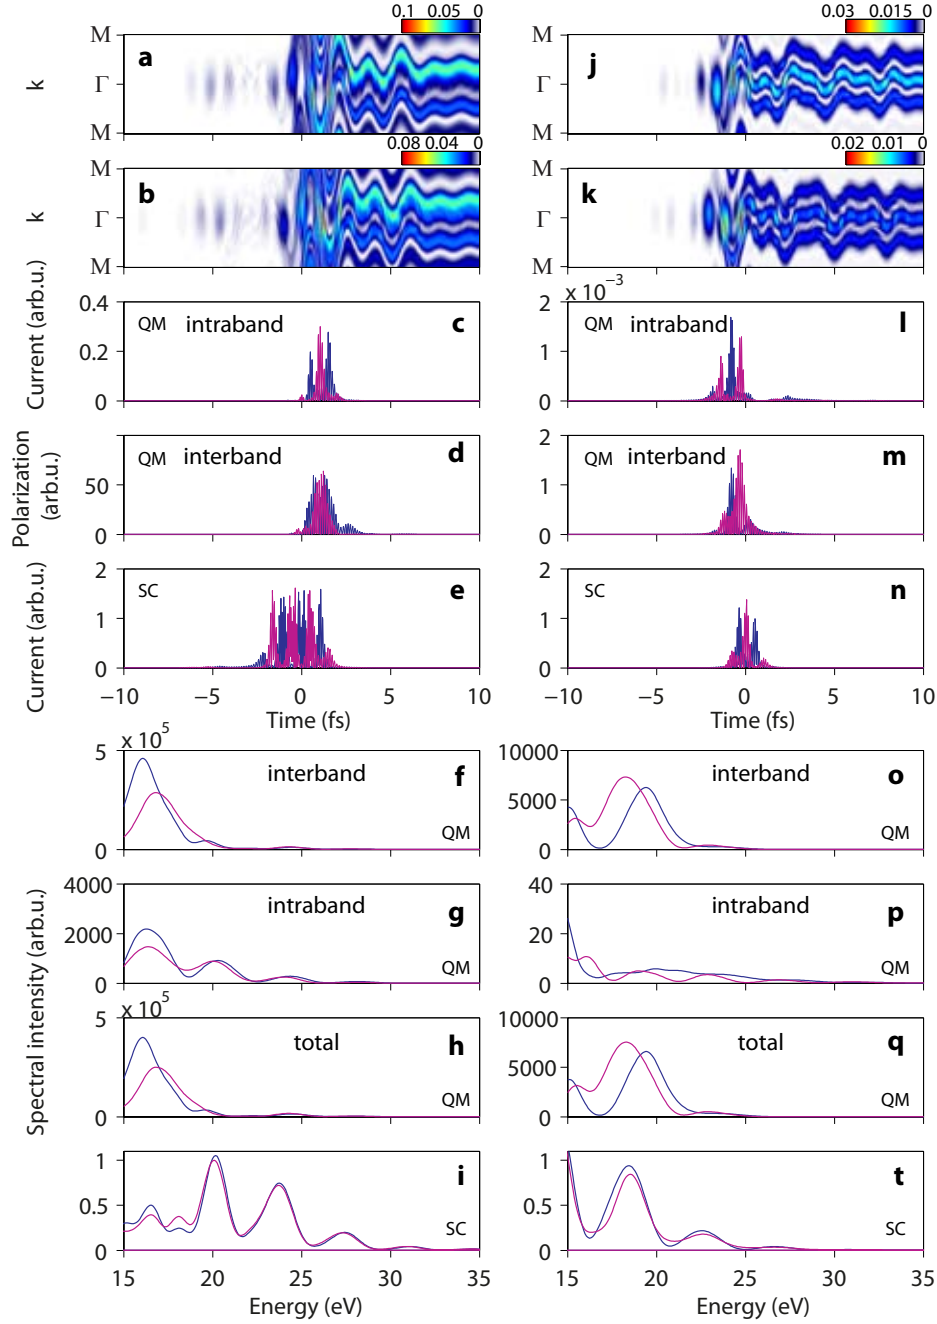 0.1 0.05 0
M
a
k Γ
M
0.08 0.04 0
M
b
k Γ
M
Current (arb.u.)
0.4
QM intraband c
0.2
0
Polarization
(arb.u.)
QM interband d
50
0
Current (arb.u.)
2
SC e
1
0
−10 −5 0 5 10
Time (fs)
x 10^5
5
interband f
QM
0
Spectral intensity (arb.u.)
4000
intraband g
2000
QM
0
x 10^5
5
total h
QM
0
1
i
0.5
SC
0
15 20 25 30 35
Energy (eV)
0.03 0.015 0
M
j
k Γ
M
0.02 0.01 0
M
k
k Γ
M
x 10^−3
2
QM intraband l
1
0
2
QM interband m
1
0
2
SC n
1
0
−10 −5 0 5 10
Time (fs)
10000
interband o
5000
QM
0
40
intraband p
20
QM
0
10000
total q
5000
QM
0
1
t
0.5
SC
0
15 20 25 30 35
Energy (eV)